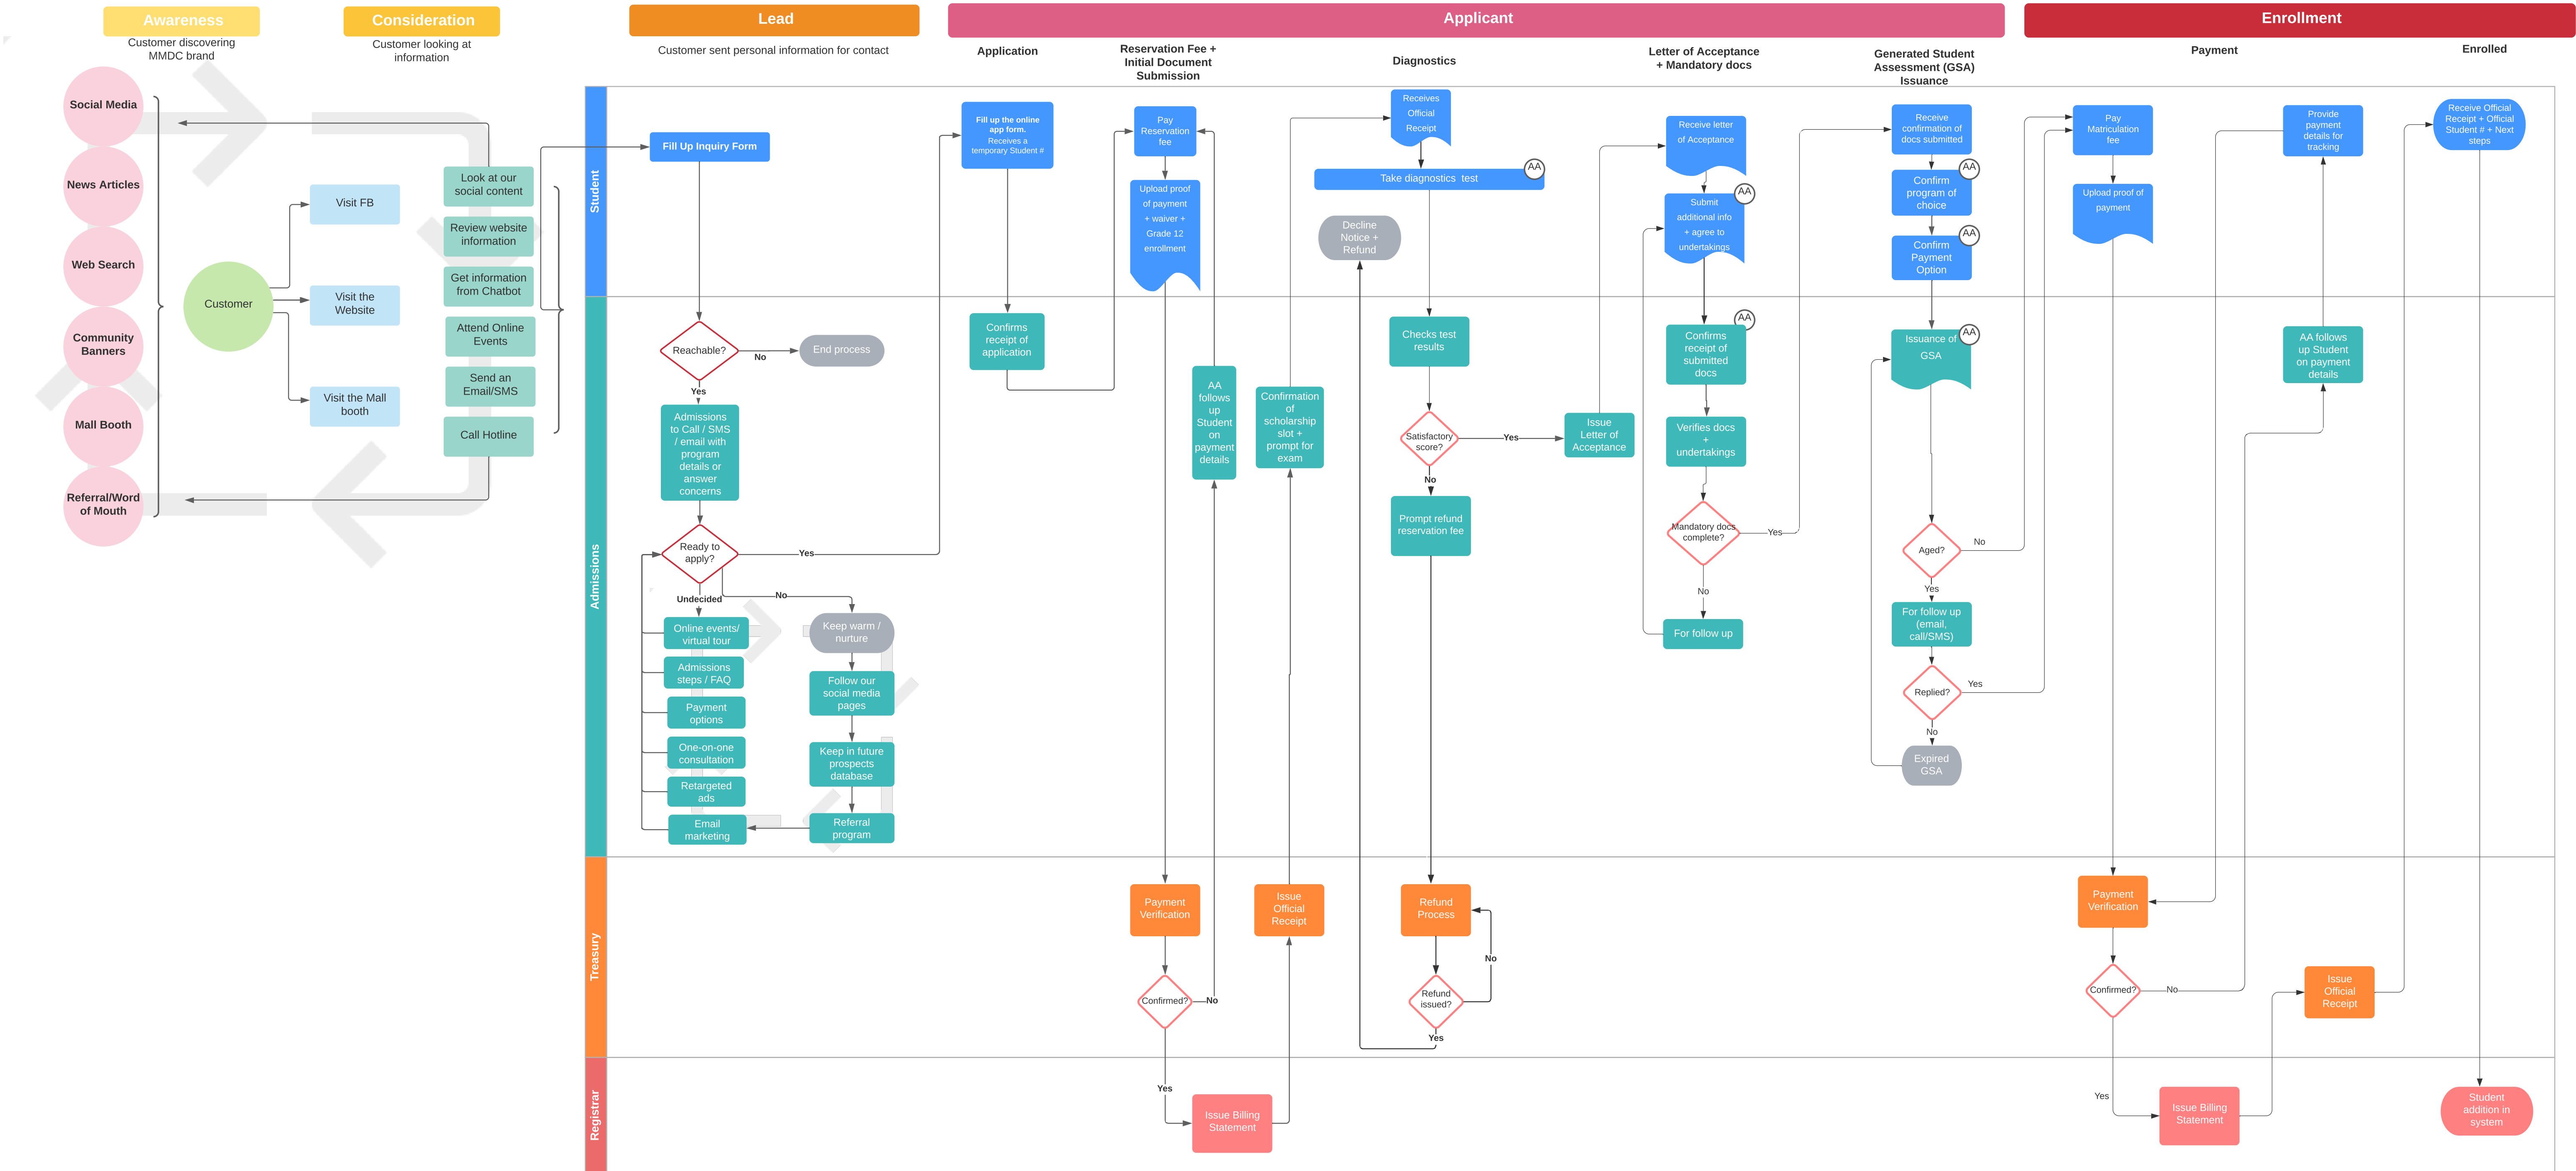 Awareness
Customer discovering
MMDC brand
Social Media
News Articles
Web Search
Community
Banners
Mall Booth
Referral/Word
of Mouth
Customer
Consideration
Customer looking at
information
Visit FB
Visit the
Website
Visit the Mall
booth
Look at our
social content
Review website
information
Get information
from Chatbot
Attend Online
Events
Send an
Email/SMS
Call Hotline
Lead
Customer sent personal information for contact
Applicant
Application
Reservation Fee +
Initial Document
Submission
Diagnostics
Letter of Acceptance
+ Mandatory docs
Generated Student
Assessment (GSA)
Issuance
Enrollment
Payment
Enrolled
Student
Fill Up Inquiry Form
Fill up the online
app form.
Receives a
temporary Student #
Pay
Reservation
fee
Upload proof
of payment
+ waiver +
Grade 12
enrollment
Receives
Official
Receipt
Take diagnostics test
AA
Decline
Notice +
Refund
Receive letter
of Acceptance
Submit
additional info
+ agree to
undertakings
AA
Receive
confirmation of
docs submitted
Confirm
program of
choice
AA
Confirm
Payment
Option
AA
Pay
Matriculation
fee
Upload proof of
payment
Provide
payment
details for
tracking
Receive Official
Receipt + Official
Student # + Next
steps
Admissions
Reachable?
No
End process
Yes
Admissions
to Call / SMS
/ email with
program
details or
answer
concerns
Ready to
apply?
Yes
Undecided
No
Online events/
virtual tour
Admissions
steps / FAQ
Payment
options
One-on-one
consultation
Retargeted
ads
Email
marketing
Keep warm /
nurture
Follow our
social media
pages
Keep in future
prospects
database
Referral
program
Confirms
receipt of
application
AA
follows
up
Student
on
payment
details
Confirmation
of
scholarship
slot +
prompt for
exam
Checks test
results
Satisfactory
score?
Yes
No
Prompt refund
reservation fee
Issue
Letter of
Acceptance
Confirms
receipt of
submitted
docs
AA
Verifies docs
+
undertakings
Mandatory docs
complete?
Yes
No
For follow up
Issuance of
GSA
AA
Aged?
No
Yes
For follow up
(email,
call/SMS)
Replied?
Yes
No
Expired
GSA
AA follows
up Student
on payment
details
Treasury
Payment
Verification
Confirmed?
No
Yes
Issue
Official
Receipt
Refund
Process
No
Refund
issued?
Yes
Payment
Verification
Confirmed?
No
Yes
Issue
Official
Receipt
Registrar
Issue Billing
Statement
Issue Billing
Statement
Student
addition in
system